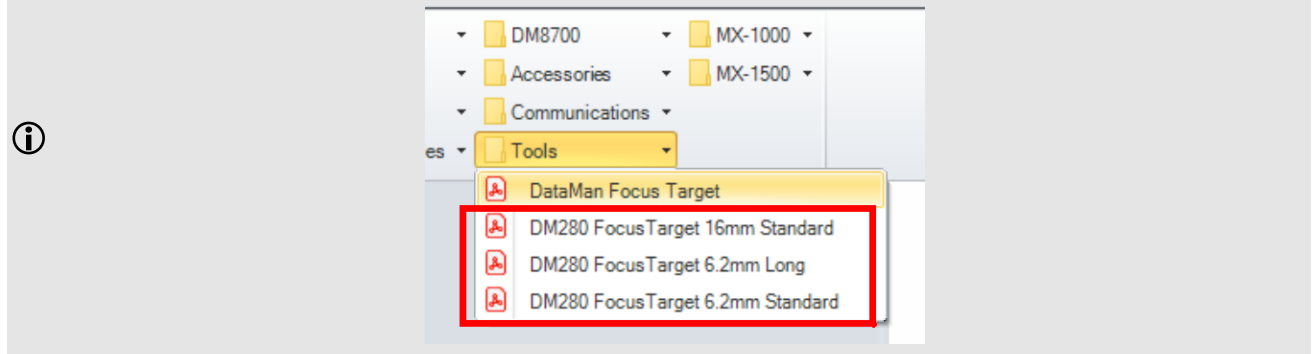 DM8700 MX-1000
Accessories MX-1500
Communications
es Tools
DataMan Focus Target
DM280 FocusTarget 16mm Standard
DM280 FocusTarget 6.2mm Long
DM280 FocusTarget 6.2mm Standard